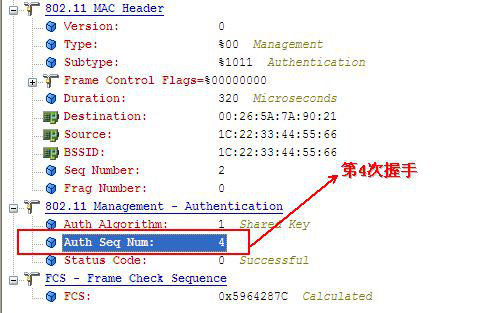 802.11 MAC Header
Version: 0
Type: %00 Management
Subtype: %1011 Authentication
Frame Control Flags=%00000000
Duration: 320 Microseconds
Destination: 00:26:5A:7A:90:21
Source: 1C:22:33:44:55:66
BSSID: 1C:22:33:44:55:66
Seq Number: 2
Frag Number: 0
第4次握手
802.11 Management - Authentication
Auth Algorithm: 1 Shared Key
Auth Seq Num: 4
Status Code: 0 Successful
FCS - Frame Check Sequence
FCS: 0x5964287C Calculated